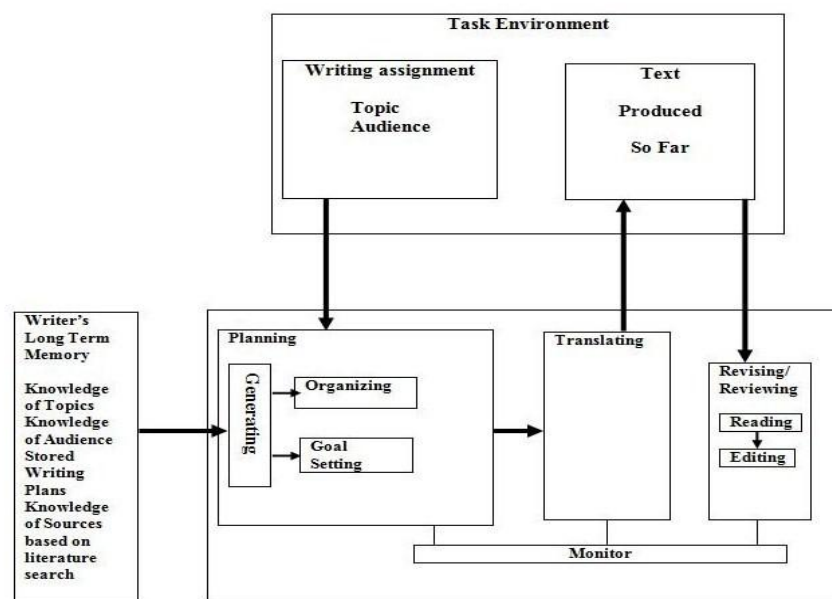 Task Environment
Writing assignment
Topic
Audience
Text
Produced
So Far
Writer's
Long Term
Memory
Knowledge
of Topics
Knowledge
of Audience
Stored
Writing
Plans
Knowledge
of Sources
based on
literature
search
Planning
Generating
Organizing
Goal
Setting
Translating
Revising/
Reviewing
Reading
Editing
Monitor